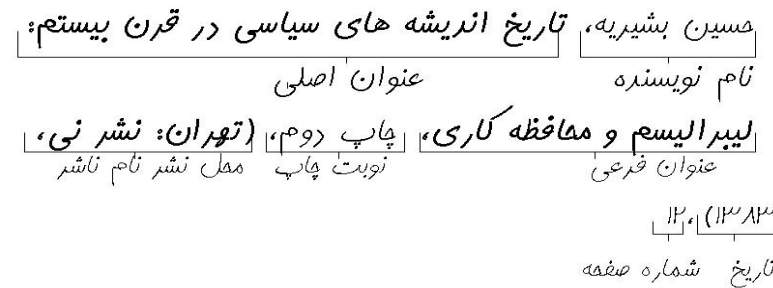 حسین بشیریه، تاریخ اندیشه های سیاسی در قرن بیستم:
نام نویسنده عنوان اصلی
لیبرالیسم و محافظه کاری، چاپ دوم، (تهران: نشر نی،
عنوان فرعی نوبت چاپ محل نشر نام ناشر
۱۳۸۳)، ۱۲
تاریخ شماره صفحه